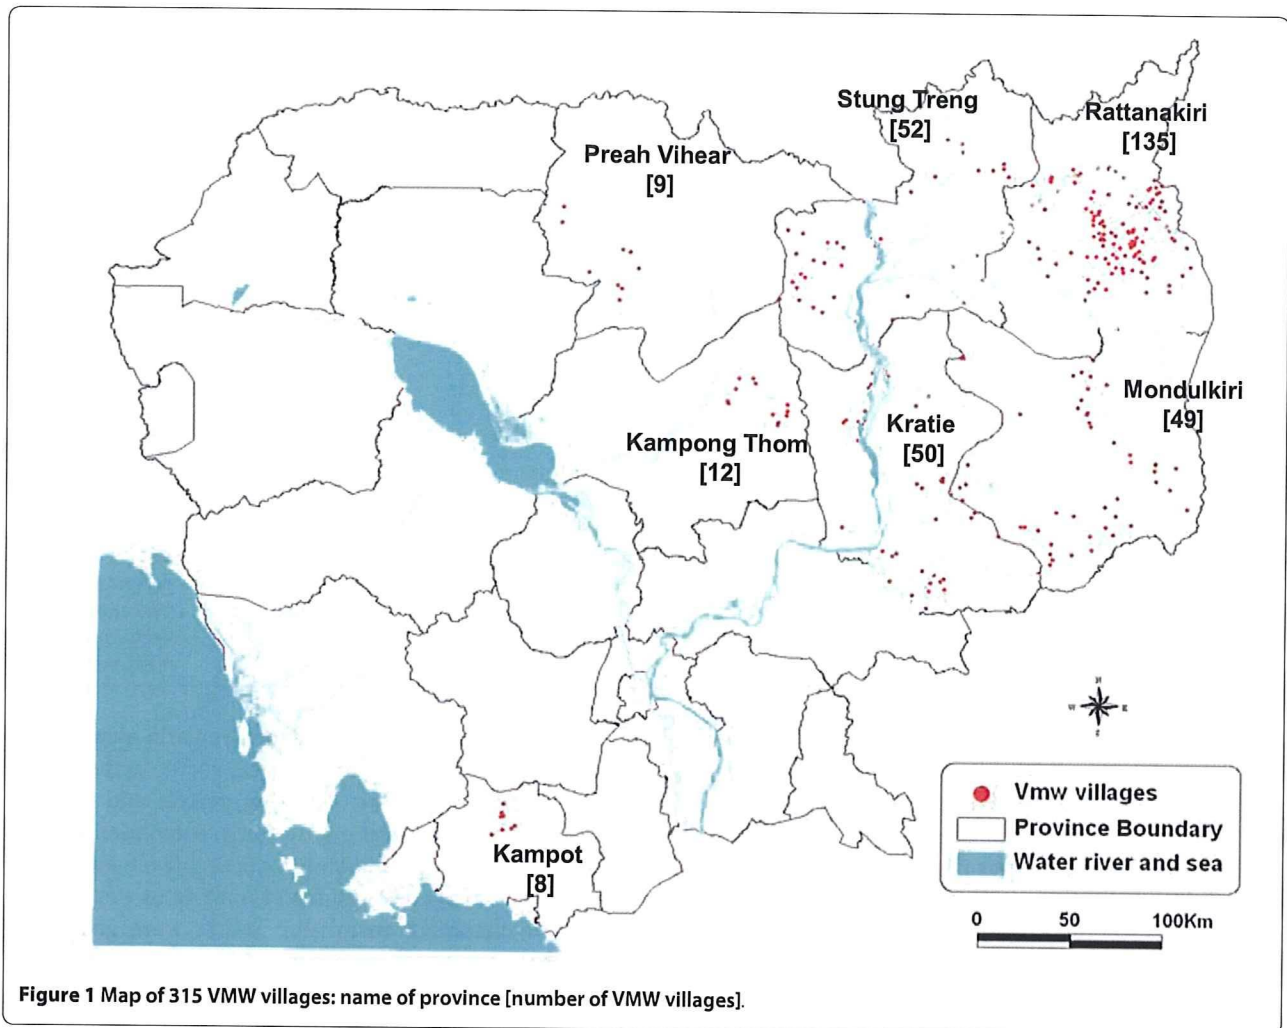 Stung Treng
[52]
Rattanakiri
[135]
Preah Vihear
[9]
Mondulkiri
[49]
Kratie
[50]
Kampong Thom
[12]
Kampot
[8]
N
W
E
Vmw villages
Province Boundary
Water river and sea
0 50 100Km
Figure 1 Map of 315 VMW villages: name of province [number of VMW villages].